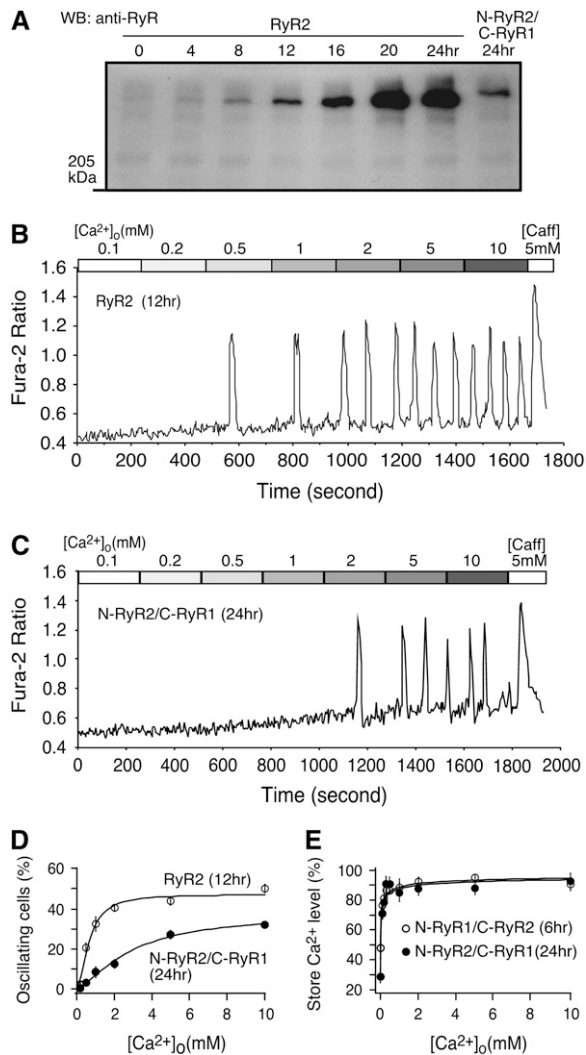 A WB: anti-RyR RyR2 N-RyR2/
C-RyR1
0 4 8 12 16 20 24hr 24hr
205
kDa
B [Ca2+]o(mM) [Caff]
0.1 0.2 0.5 1 2 5 10 5mM
Fura-2 Ratio
1.6
1.4
1.2
1.0
0.8
0.6
0.4
RyR2 (12hr)
0 200 400 600 800 1000 1200 1400 1600 1800
Time (second)
C [Ca2+]o(mM) [Caff]
0.1 0.2 0.5 1 2 5 10 5mM
Fura-2 Ratio
1.6
1.4
1.2
1.0
0.8
0.6
0.4
N-RyR2/C-RyR1 (24hr)
0 200 400 600 800 1000 1200 1400 1600 1800 2000
Time (second)
D
Oscillating cells (%)
60
50
40
30
20
10
0
RyR2 (12hr)
N-RyR2/C-RyR1
(24hr)
0 2 4 6 8 10
[Ca2+]o(mM)
E
Store Ca2+ level (%)
100
90
80
70
60
50
40
30
20
N-RyR1/C-RyR2 (6hr)
N-RyR2/C-RyR1(24hr)
0 2 4 6 8 10
[Ca2+]o(mM)